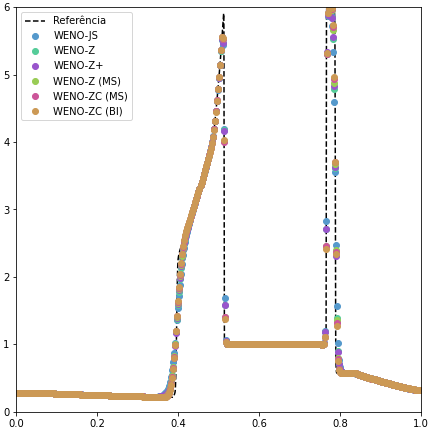 6
5
4
3
2
1
0
Referência
WENO-JS
WENO-Z
WENO-Z+
WENO-Z (MS)
WENO-ZC (MS)
WENO-ZC (BI)
0.0 0.2 0.4 0.6 0.8 1.0